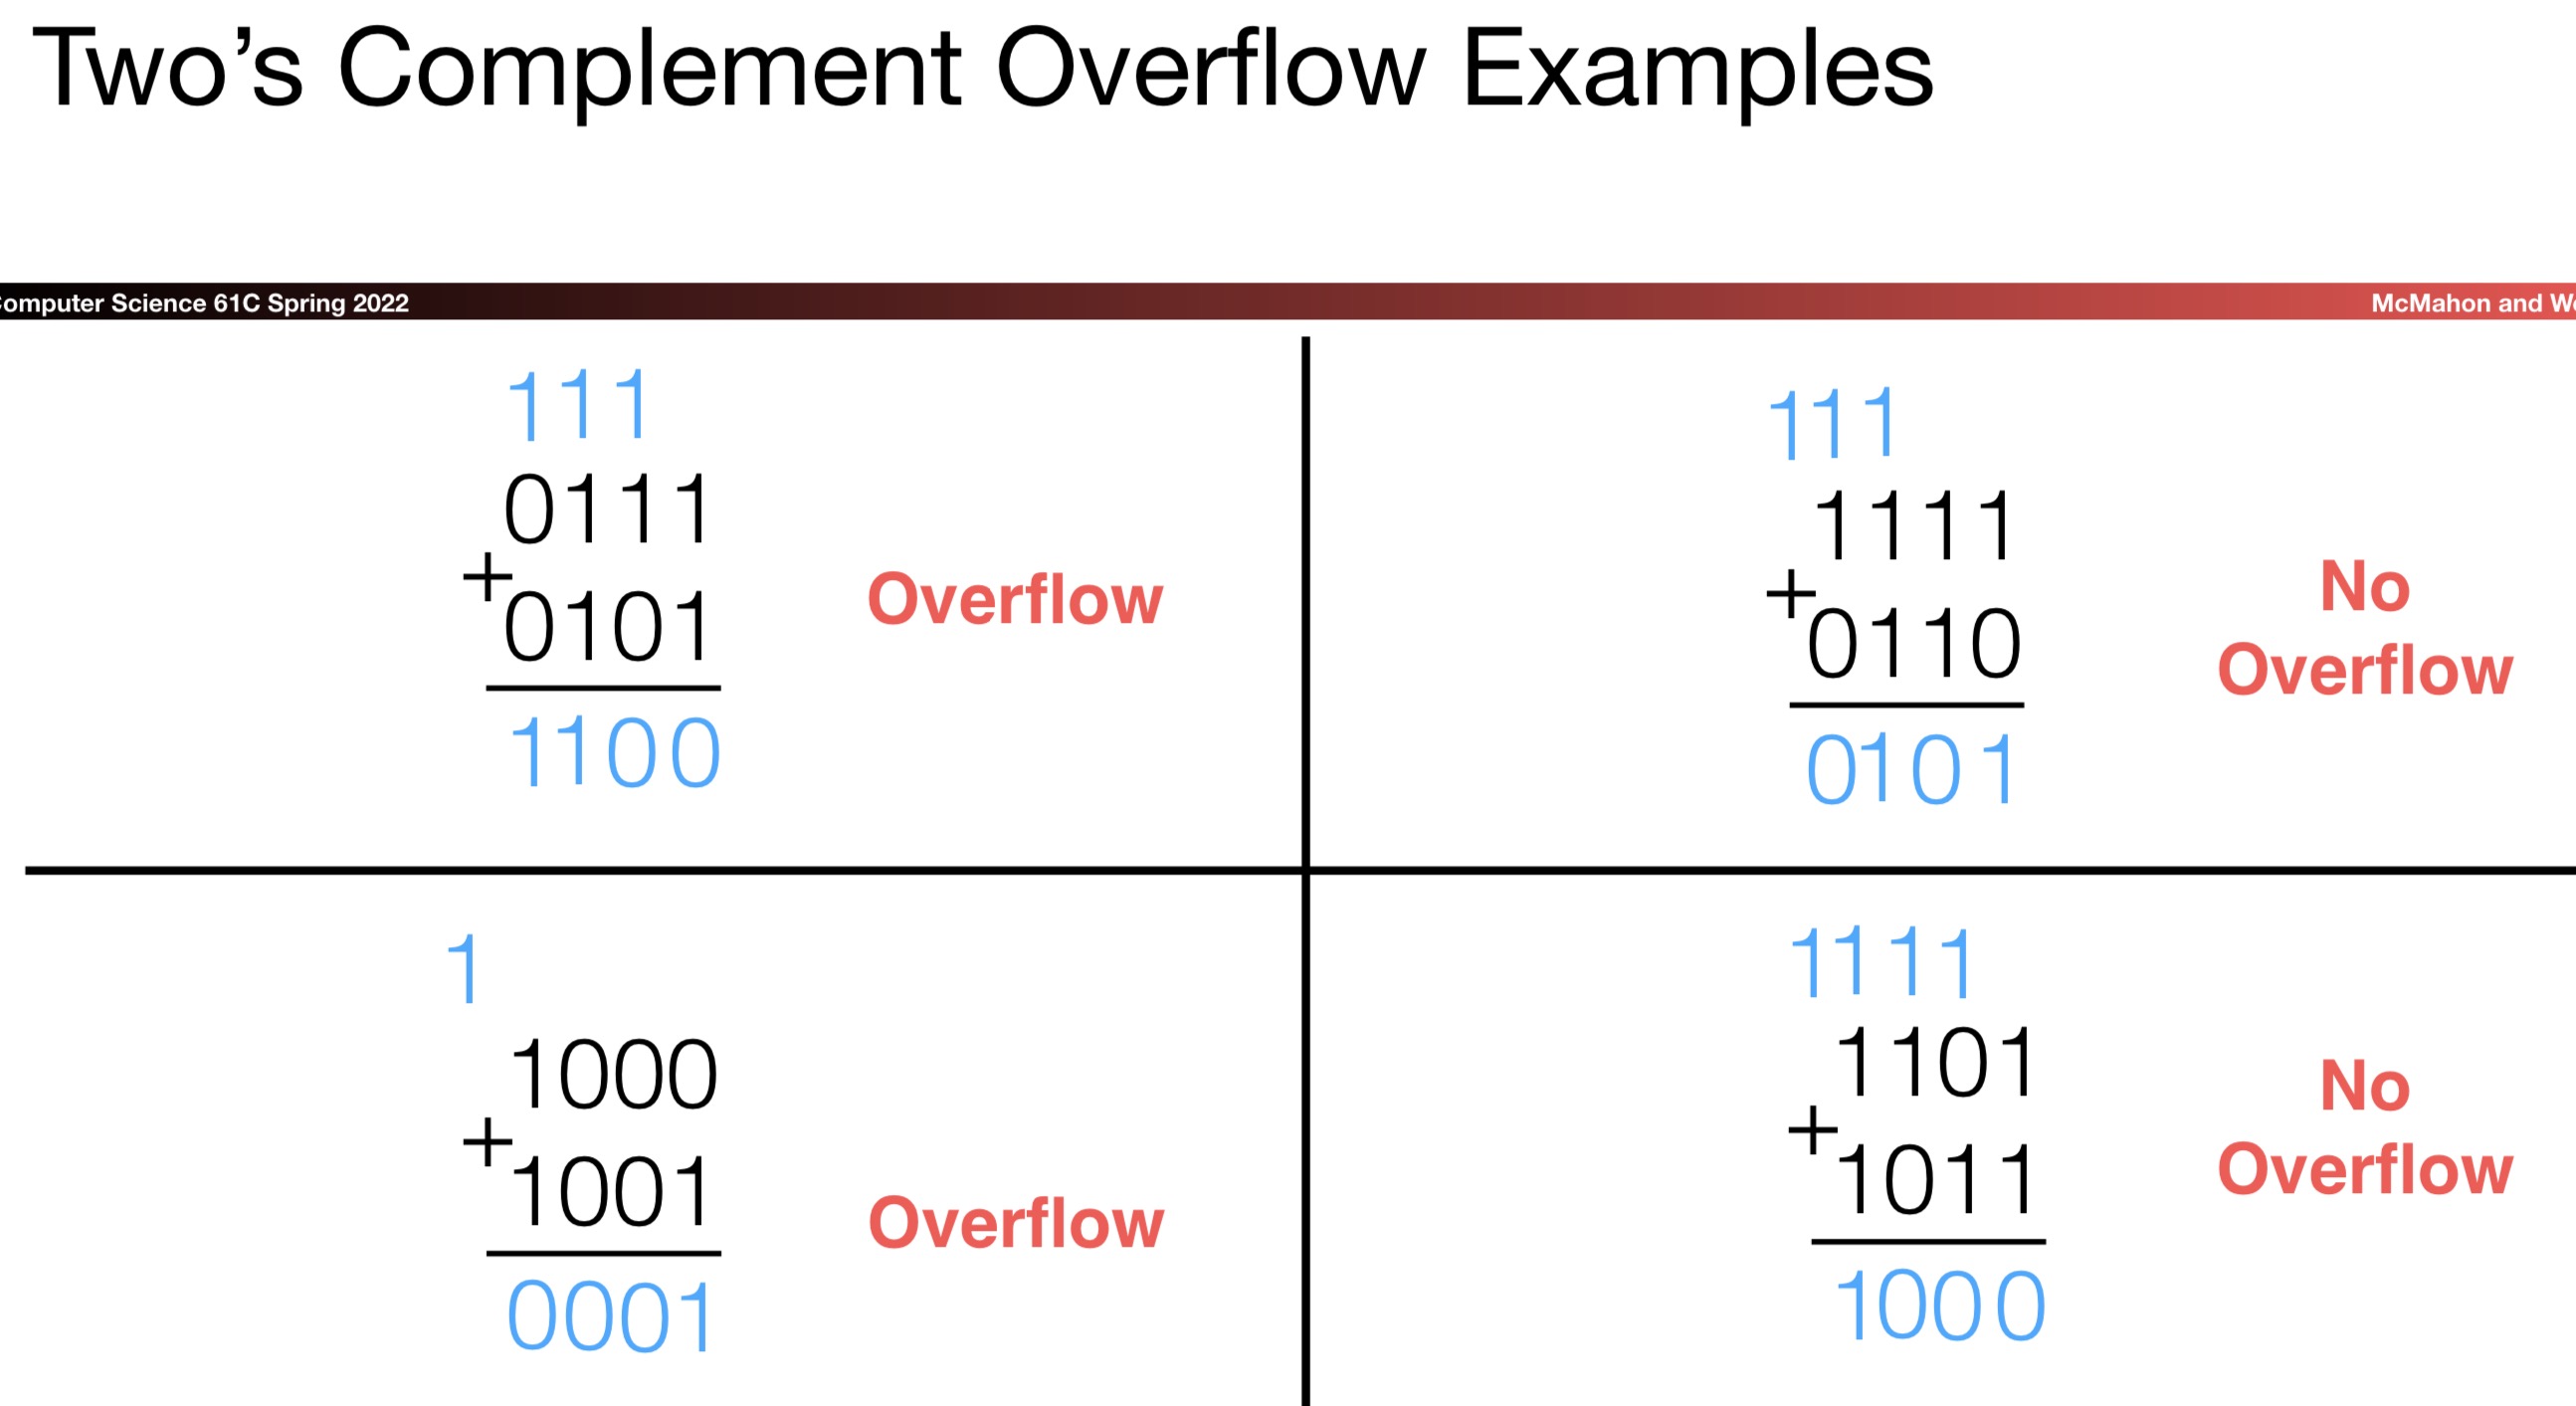 Two’s Complement Overflow Examples
omputer Science 61C Spring 2022
McMahon and W
111
0111
+
0101
1100
Overflow
111
1111
+
0110
0101
No
Overflow
1
1000
+
1001
0001
Overflow
1111
1101
+
1011
1000
No
Overflow